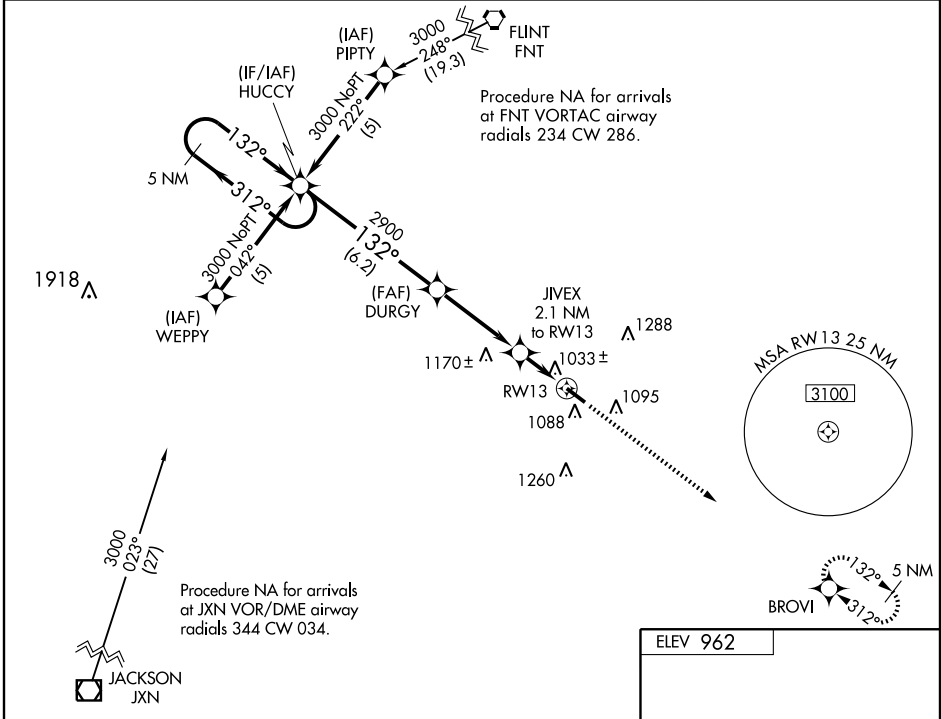 (IAF)
PIPTY
3000
248°
(19.3)
FLINT
FNT
(IF/IAF)
HUCCY
3000 NoPT
222°
(5)
Procedure NA for arrivals
at FNT VORTAC airway
radials 234 CW 286.
132°
5 NM
312°
3000 NoPT
042°
(5)
2900
132°
(6.2)
1918
(IAF)
WEPPY
(FAF)
DURGY
JIVEX
2.1 NM
to RW13
1288
1170±
1033±
RW13
1095
1088
1260
MSA RW13 25 NM
3100
3000
023°
(27)
Procedure NA for arrivals
at JXN VOR/DME airway
radials 344 CW 034.
JACKSON
JXN
132°
5 NM
312°
BROVI
ELEV 962